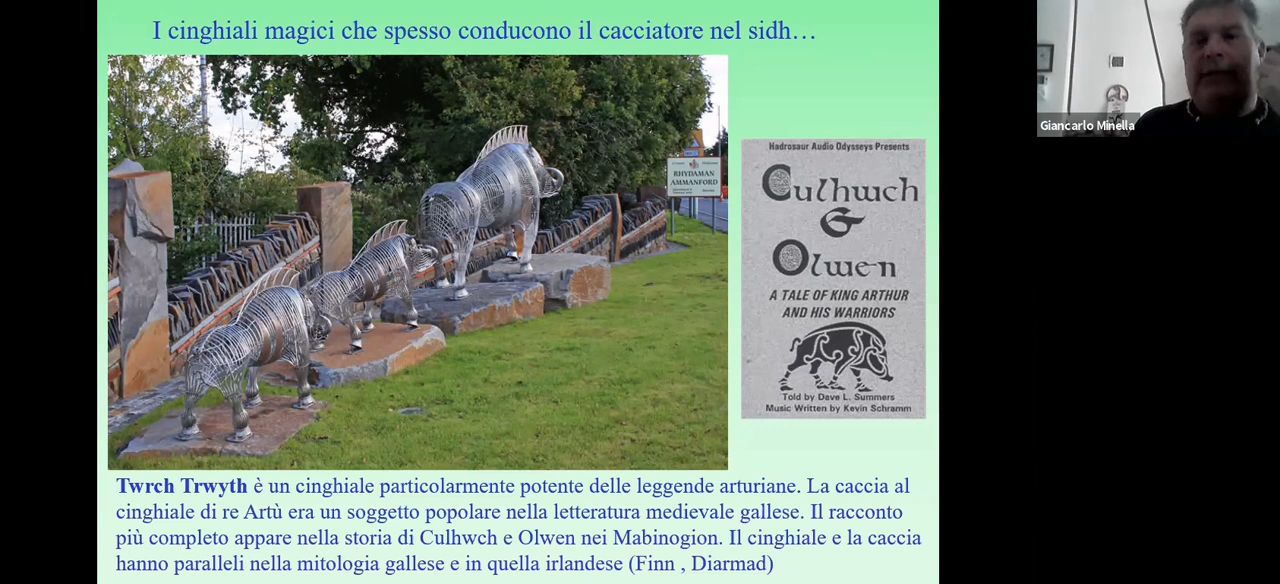 I cinghiali magici che spesso conducono il cacciatore nel sidh…
Giancarlo Minella
RHYDAMAN
AMMANFORD
Hadrosaur Audio Odysseys Presents
Culhwch
&
Olwen
A TALE OF KING ARTHUR
AND HIS WARRIORS
Told by Dave L. Summers
Music Written by Kevin Schramm
Twrch Trwyth è un cinghiale particolarmente potente delle leggende arturiane. La caccia al
cinghiale di re Artù era un soggetto popolare nella letteratura medievale gallese. Il racconto
più completo appare nella storia di Culhwch e Olwen nei Mabinogion. Il cinghiale e la caccia
hanno paralleli nella mitologia gallese e in quella irlandese (Finn , Diarmad)